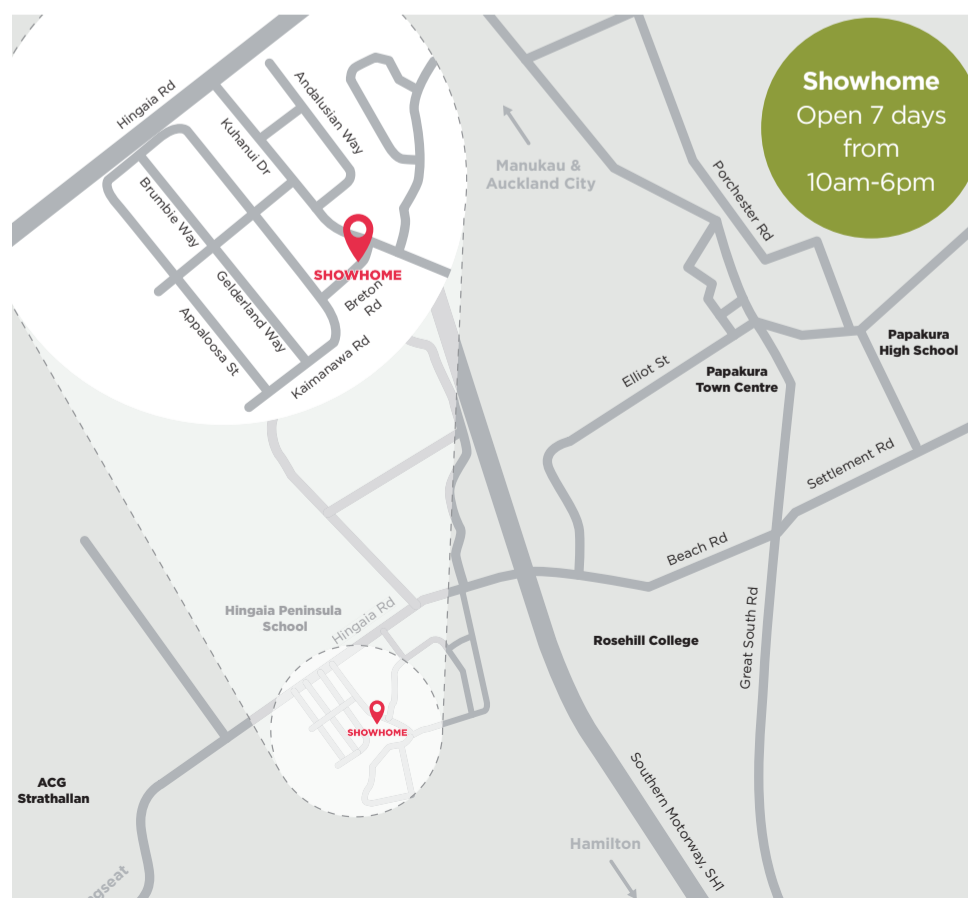 Showhome
Open 7 days
from
10am-6pm
Hingaia Rd
Andalusian Way
Kuhanui Dr
Brumbie Way
Gelderland Way
Appaloosa St
SHOWHOME
Breton
Rd
Kaimanawa Rd
Manukau &
Auckland City
Porchester Rd
Papakura
High School
Elliot St
Papakura
Town Centre
Settlement Rd
Beach Rd
Hingaia Peninsula
School
Hingaia Rd
Rosehill College
Great South Rd
SHOWHOME
ACG
Strathallan
Southern Motorway, SH1
Hamilton
gseat